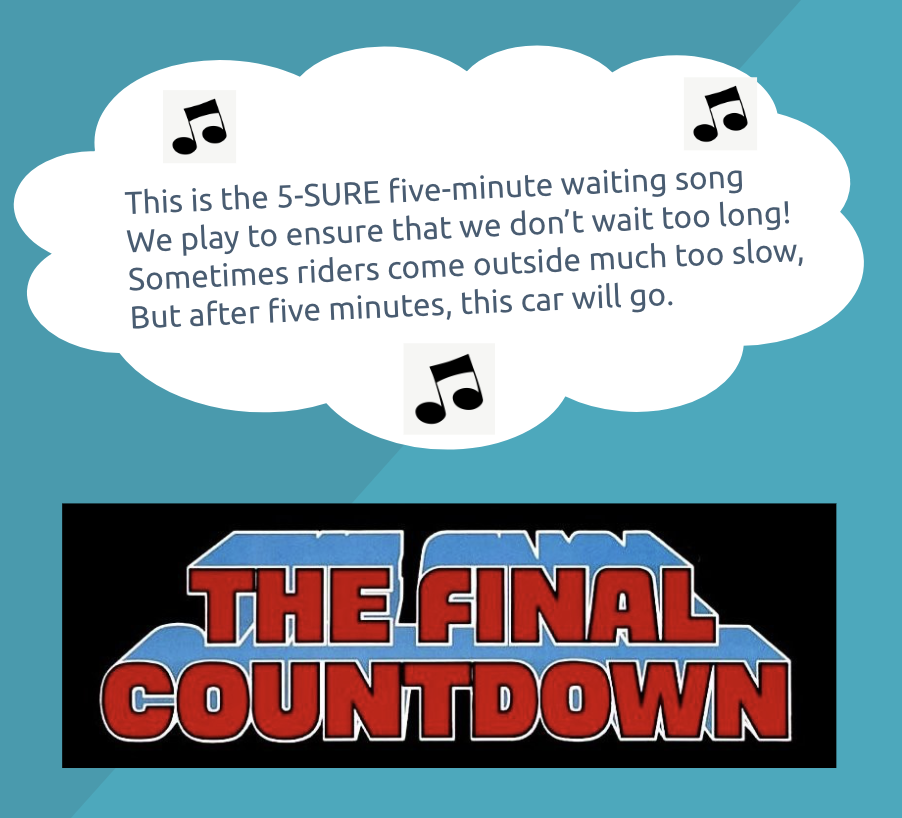 This is the 5-SURE five-minute waiting song
We play to ensure that we don’t wait too long!
Sometimes riders come outside much too slow,
But after five minutes, this car will go.
THE FINAL
COUNTDOWN